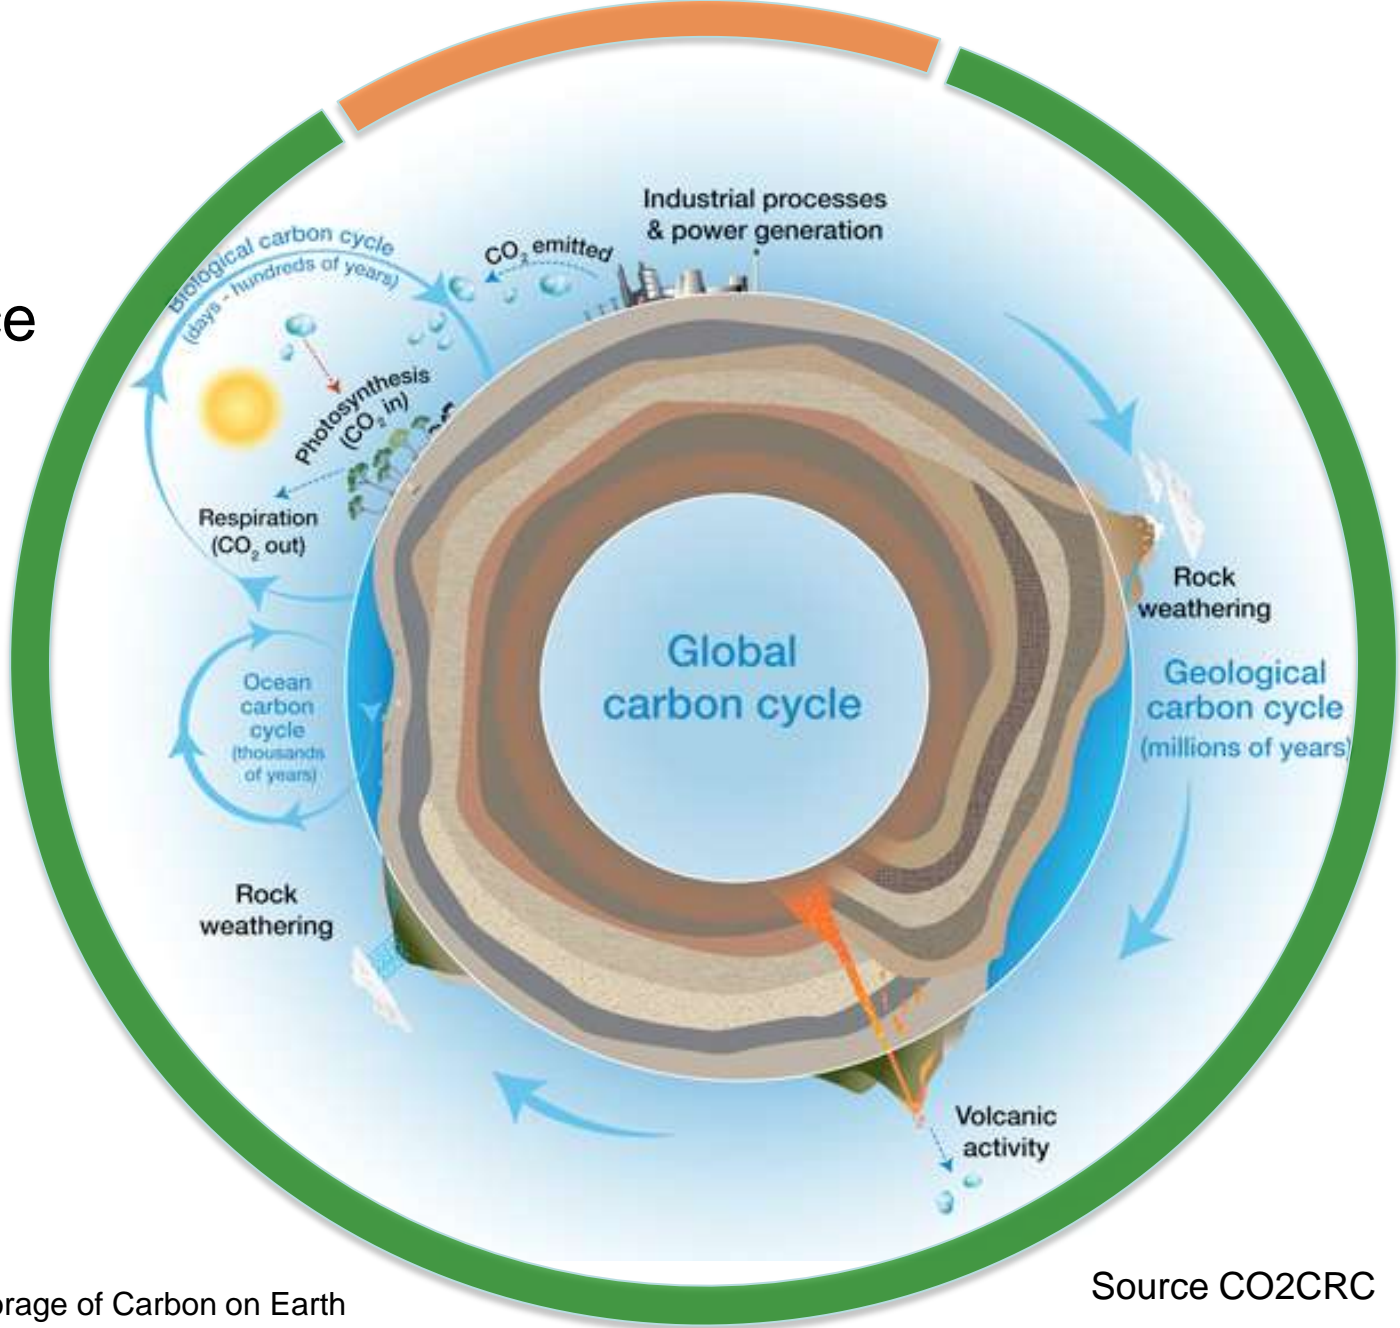 Industrial processes
& power generation
CO2 emitted
Biological carbon cycle
(days - hundreds of years)
Photosynthesis
(CO2 in)
Respiration
(CO2 out)
Ocean
carbon
cycle
(thousands
of years)
Rock
weathering
Global
carbon cycle
Rock
weathering
Geological
carbon cycle
(millions of years)
Volcanic
activity
of Carbon on Earth
Source CO2CRC